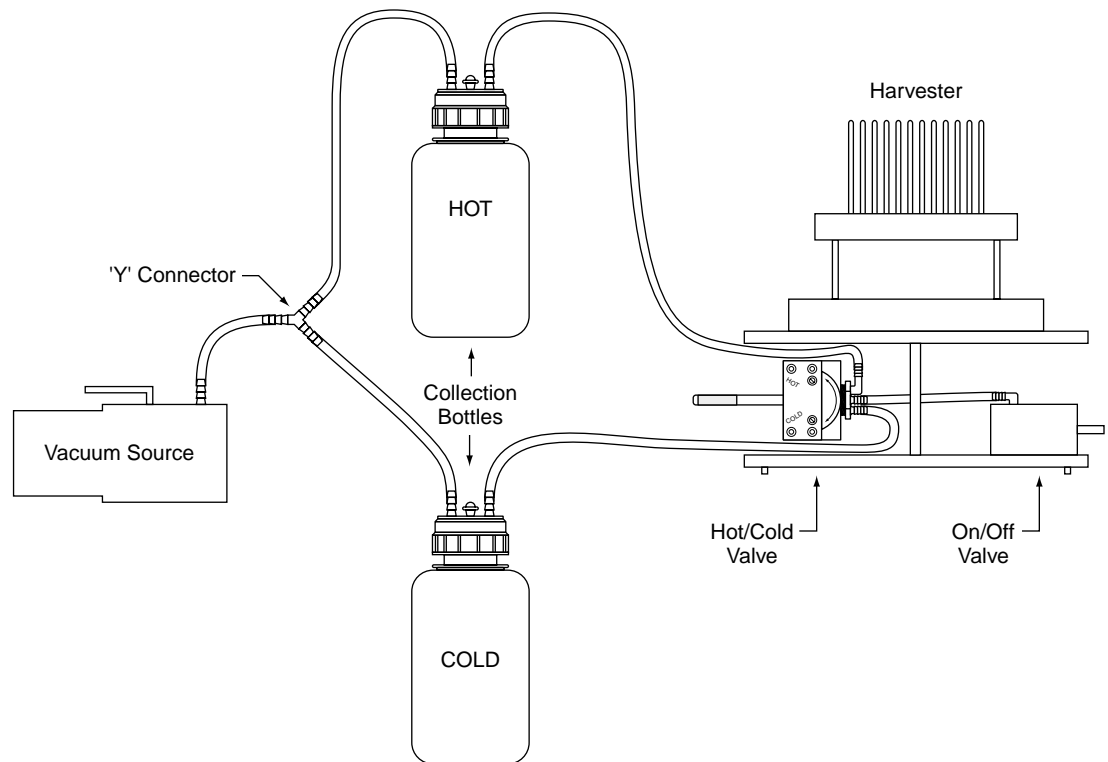 Harvester
HOT
'Y' Connector
Collection
Bottles
HOT
COLD
Vacuum Source
Hot/Cold
Valve
On/Off
Valve
COLD